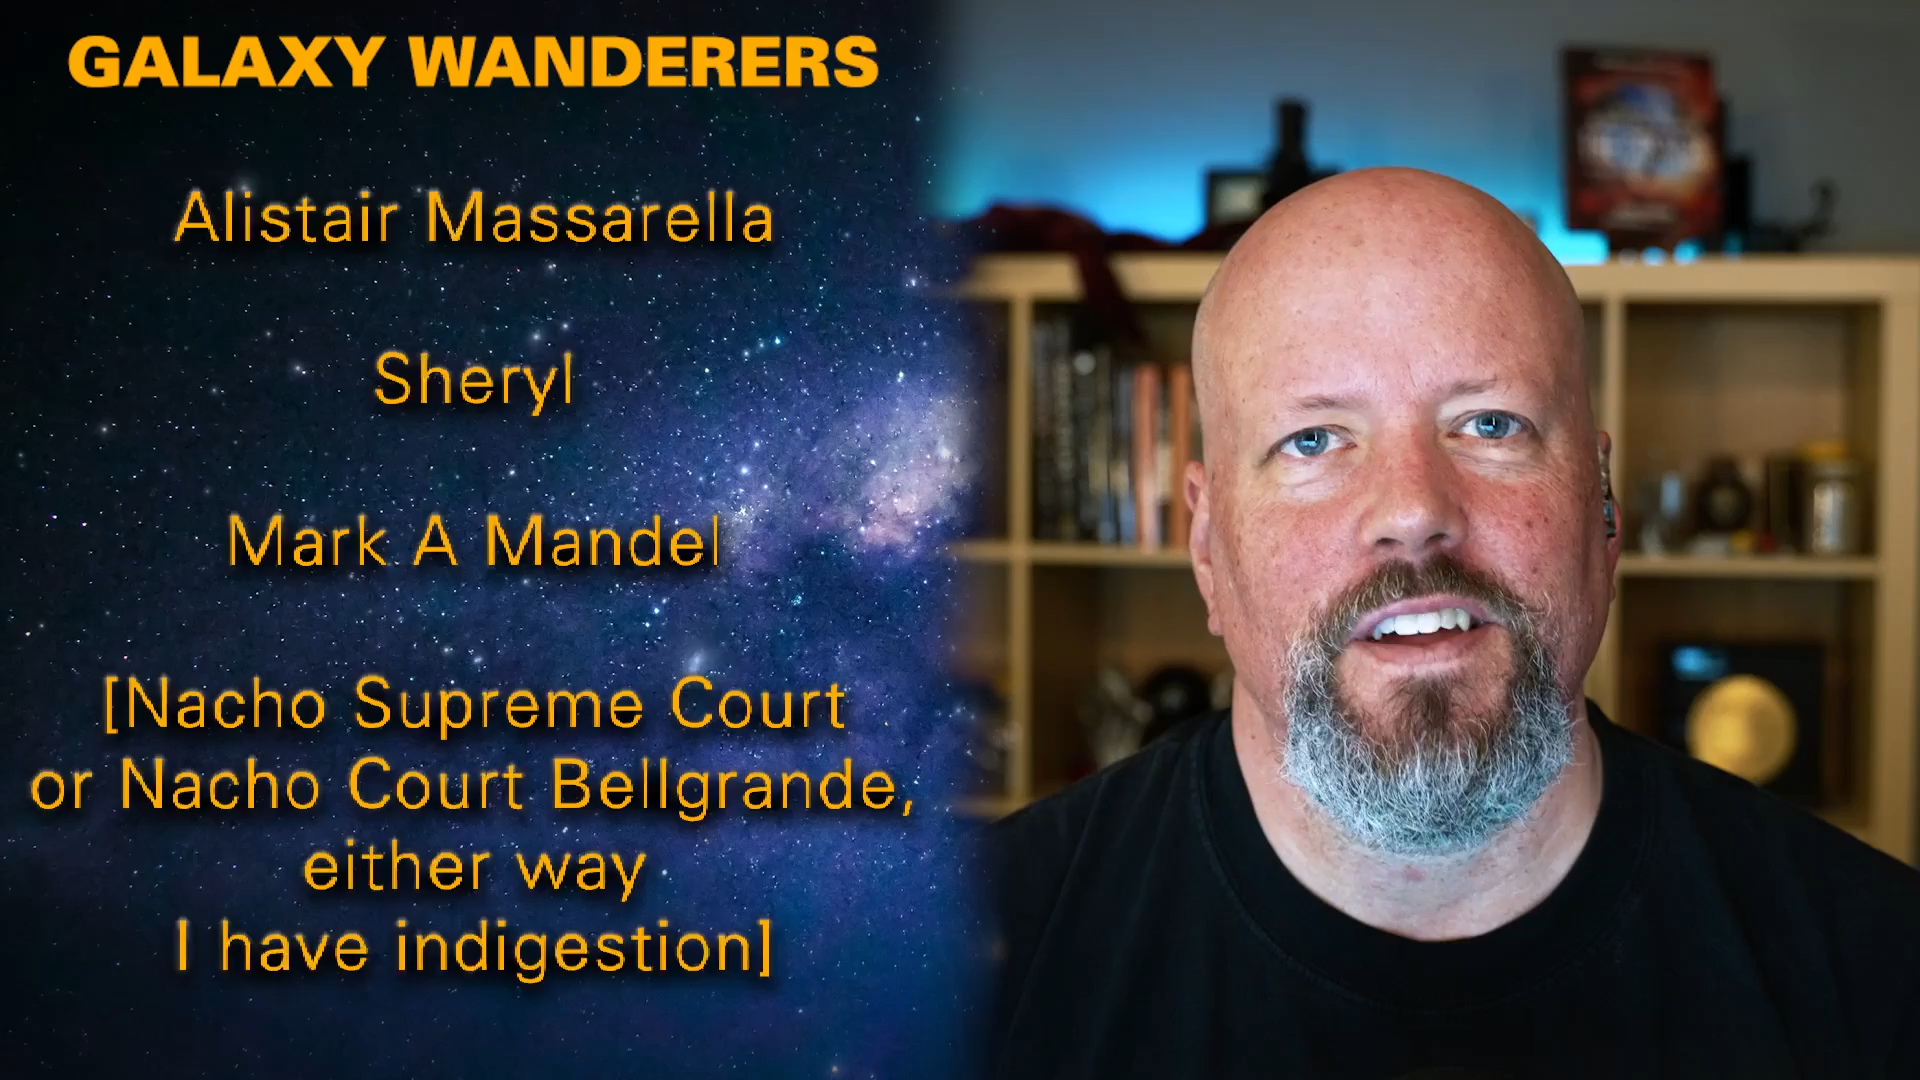 GALAXY WANDERERS
Alistair Massarella
Sheryl
Mark A Mandel
[Nacho Supreme Court
or Nacho Court Bellgrande,
either way
I have indigestion]